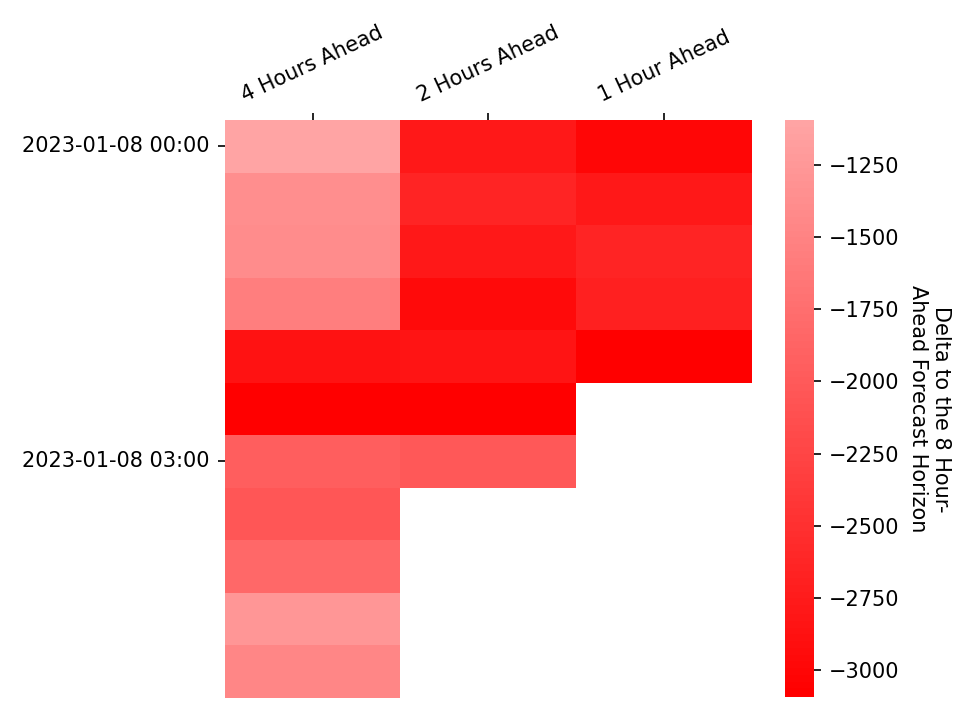 4 Hours Ahead
2 Hours Ahead
1 Hour Ahead
2023-01-08 00:00
2023-01-08 03:00
−1250
−1500
−1750
−2000
−2250
−2500
−2750
−3000
Delta to the 8 Hour-
Ahead Forecast Horizon